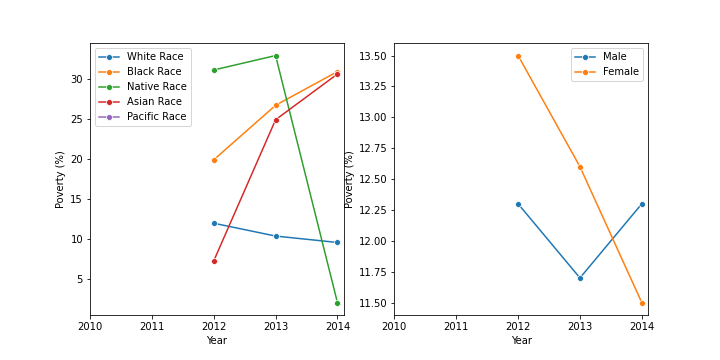 White Race
Black Race
Native Race
Asian Race
Pacific Race
30
25
20
15
10
5
Poverty (%)
2010 2011 2012 2013 2014
Year
Male
Female
13.50
13.25
13.00
12.75
12.50
12.25
12.00
11.75
11.50
Poverty (%)
2010 2011 2012 2013 2014
Year